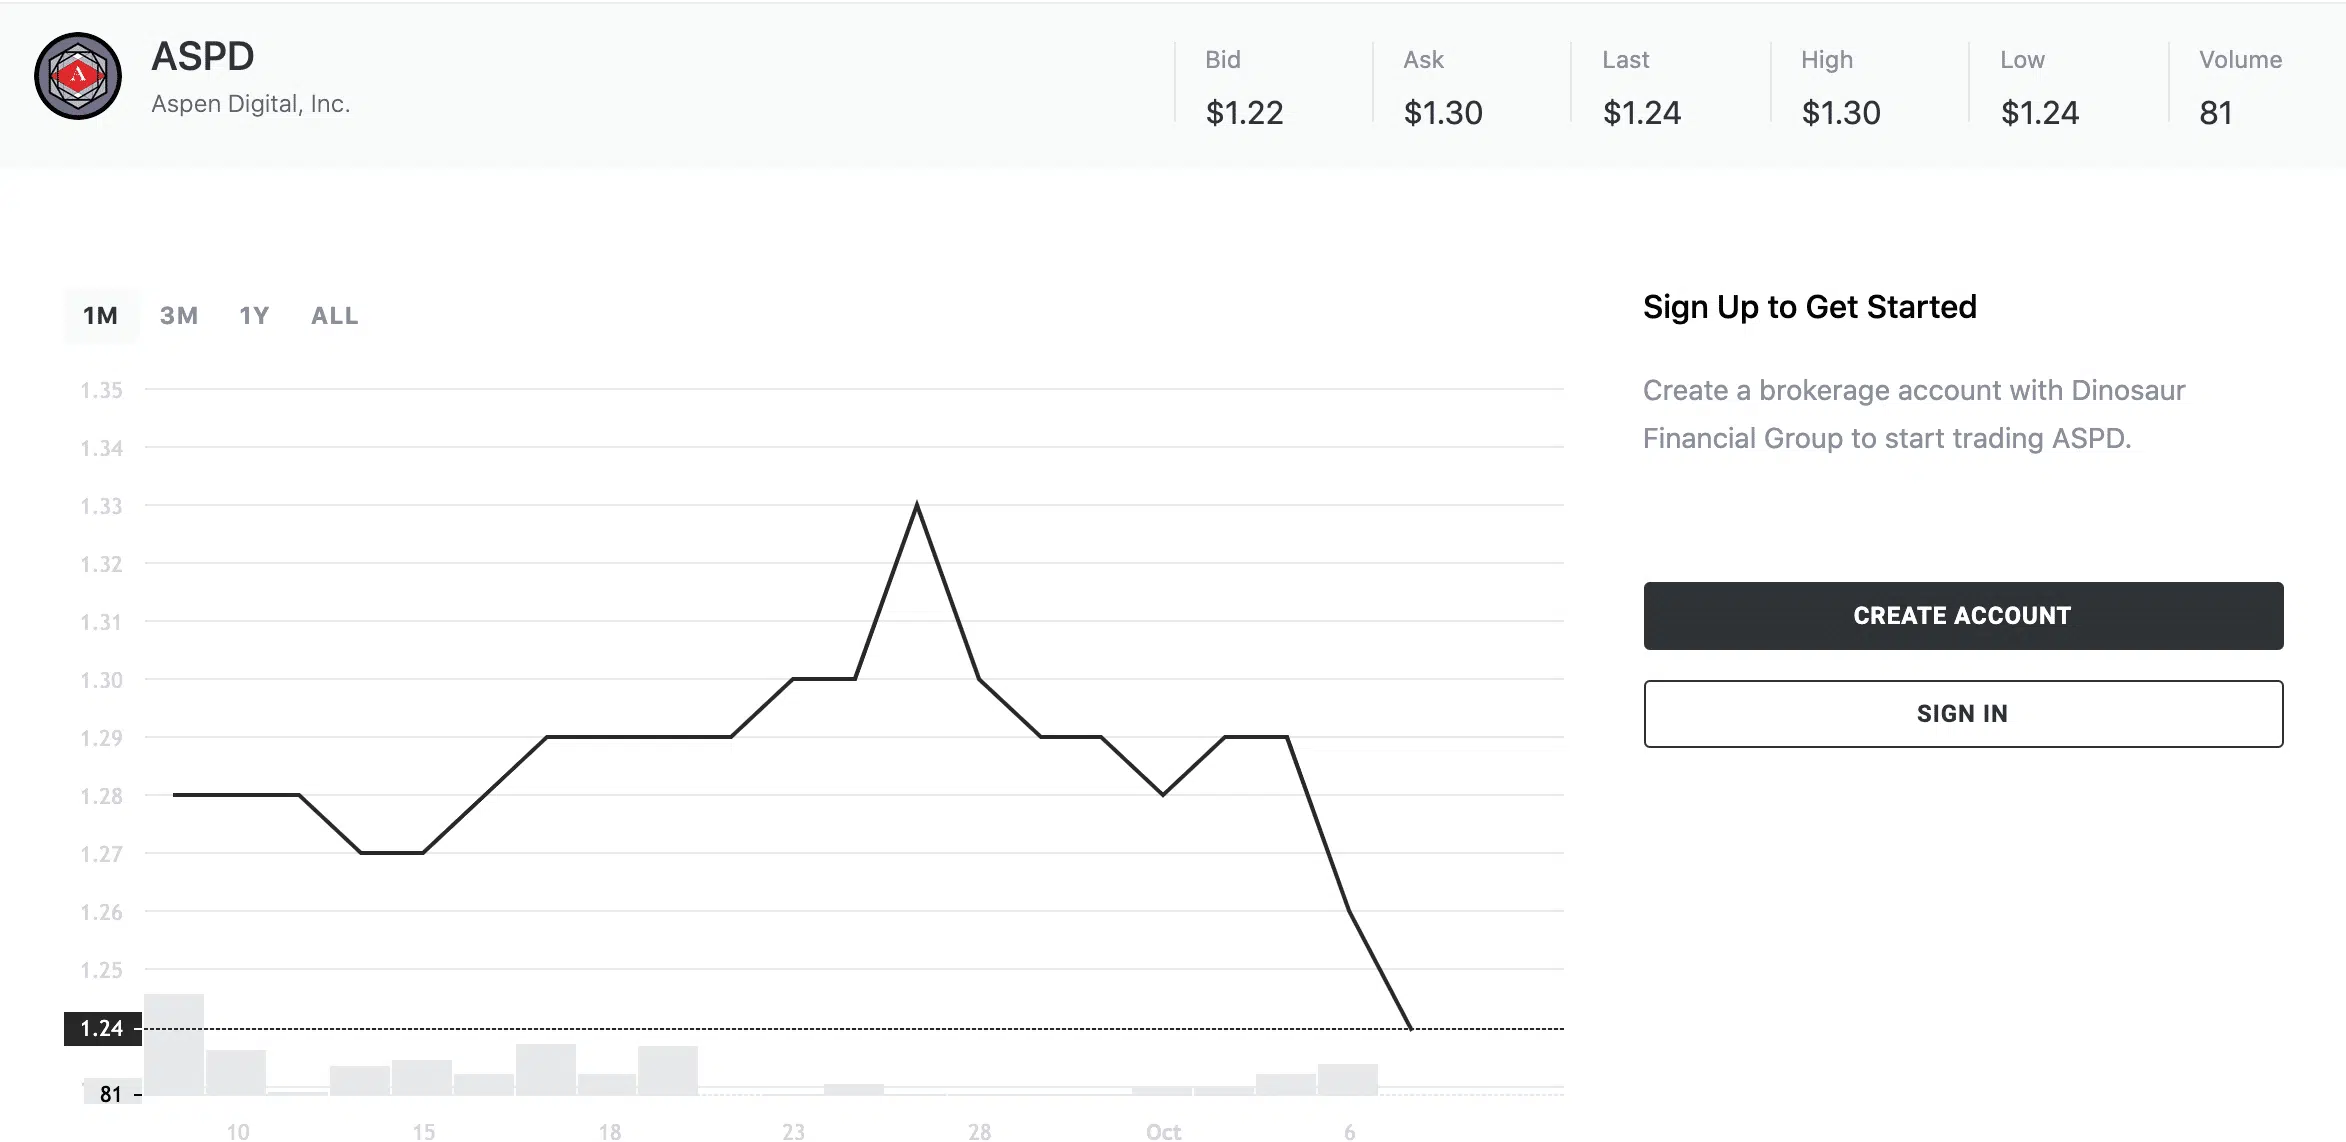 A
ASPD
Aspen Digital, Inc.
Bid
$1.22
Ask
$1.30
Last
$1.24
High
$1.30
Low
$1.24
Volume
81
1M 3M 1Y ALL
1.35
1.34
1.33
1.32
1.31
1.30
1.29
1.28
1.27
1.26
1.25
1.24
81
10 15 18 23 28 Oct 6
Sign Up to Get Started
Create a brokerage account with Dinosaur
Financial Group to start trading ASPD.
CREATE ACCOUNT
SIGN IN